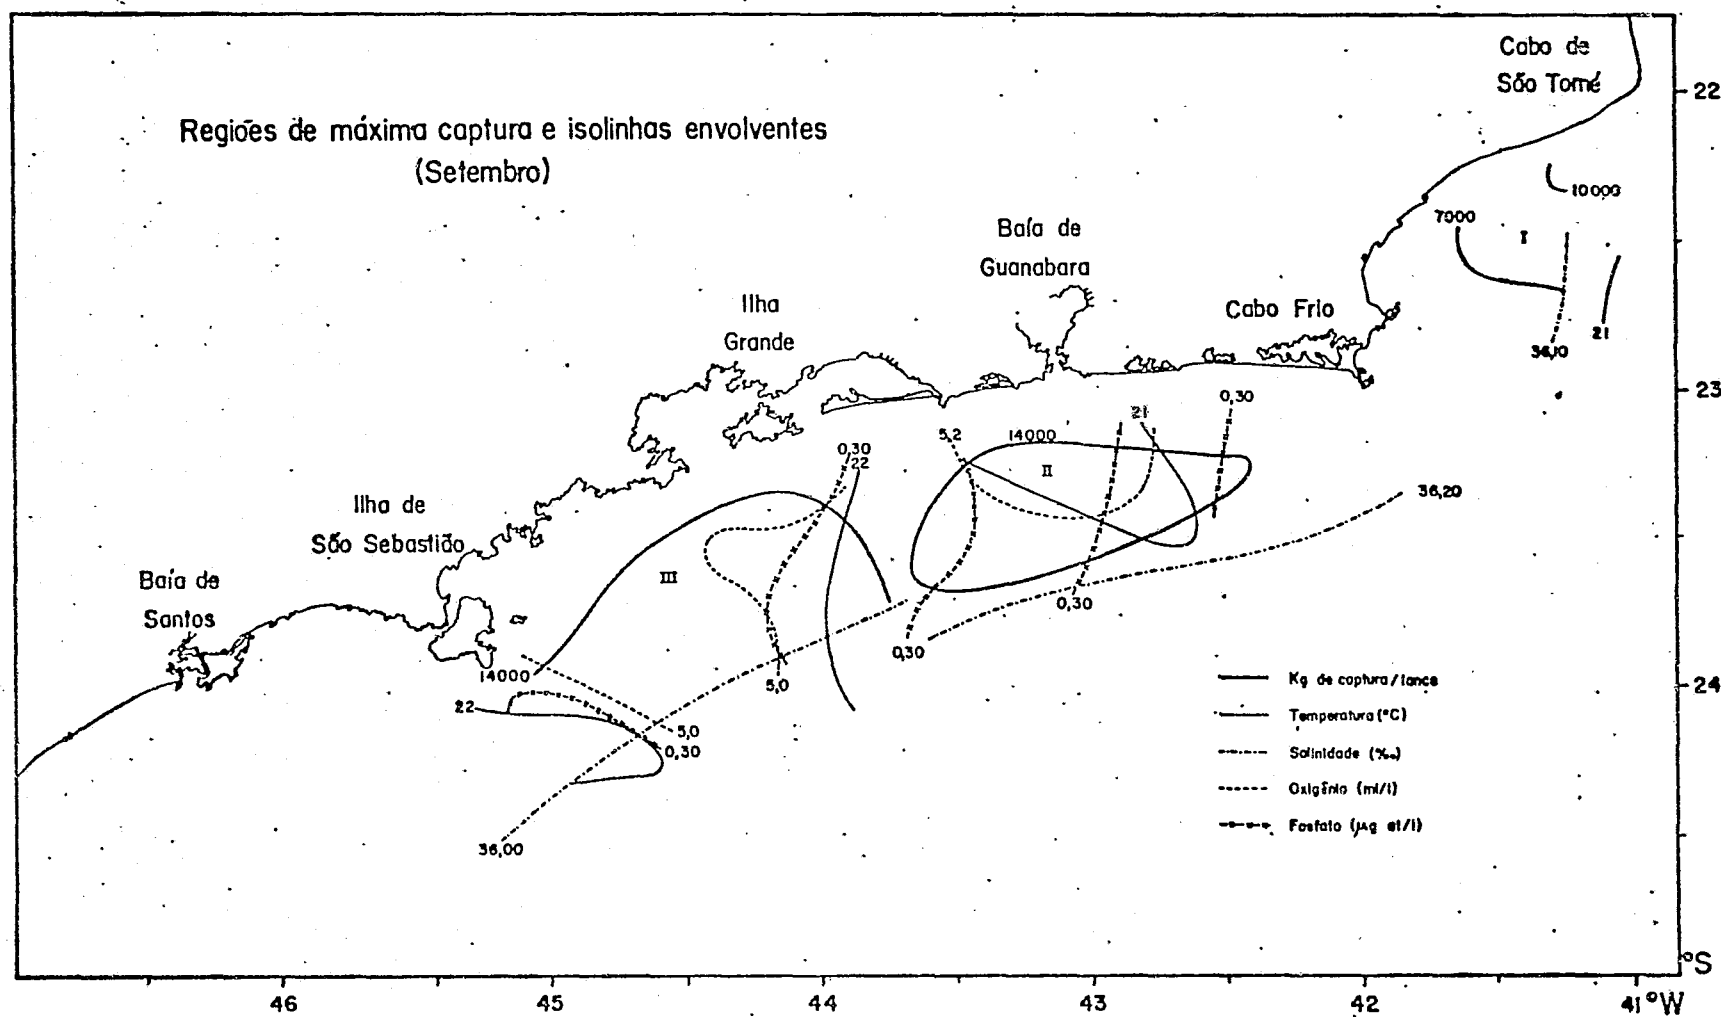 Regiões de máxima captura e isolinhas envolventes
(Setembro)
Cabo de
São Tomé
22
10000
7000
I
36,10
21
Baía de
Guanabara
Cabo Frio
Ilha
Grande
23
0,30
21
5,2
14000
II
36,20
0,30
22
Ilha de
São Sebastião
III
Baía de
Santos
0,30
0,30
14000
5,0
22
5,0
0,30
24
36,00
Kg de captura/lance
Temperatura (°C)
Salinidade (‰)
Oxigênio (ml/l)
Fosfato (µg at/l)
°S
46
45
44
43
42
41°W